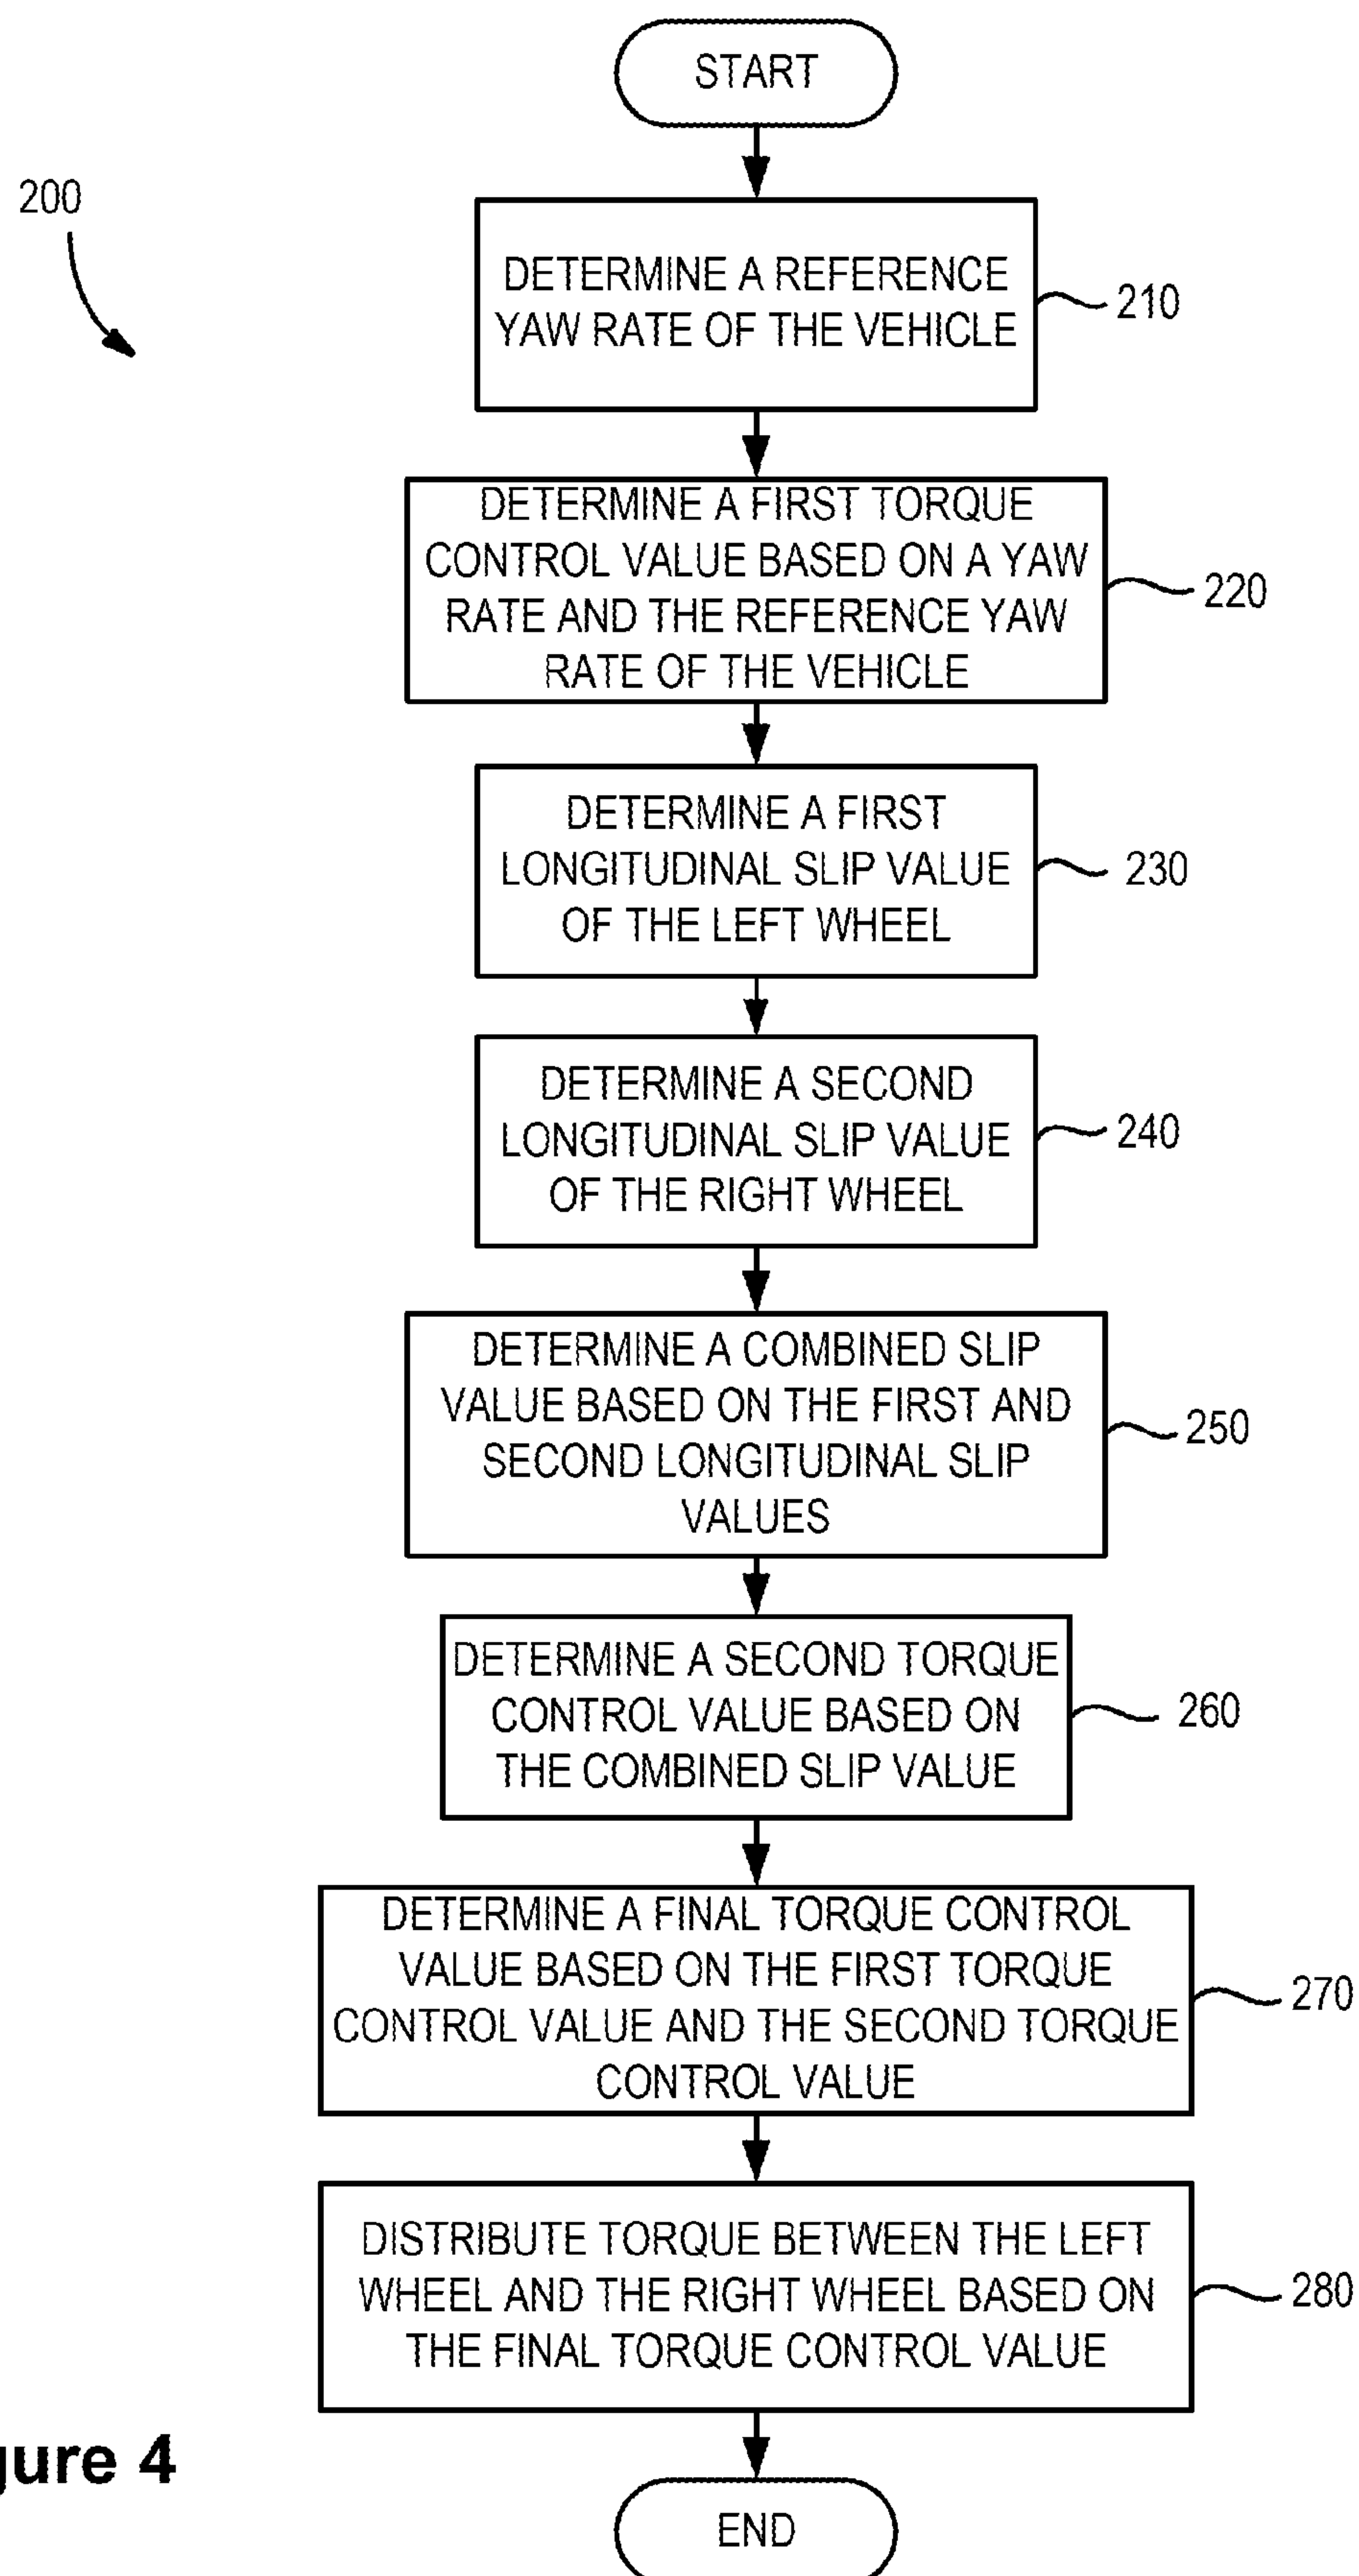 START
200
DETERMINE A REFERENCE
YAW RATE OF THE VEHICLE
210
DETERMINE A FIRST TORQUE
CONTROL VALUE BASED ON A YAW
RATE AND THE REFERENCE YAW
RATE OF THE VEHICLE
220
DETERMINE A FIRST
LONGITUDINAL SLIP VALUE
OF THE LEFT WHEEL
230
DETERMINE A SECOND
LONGITUDINAL SLIP VALUE
OF THE RIGHT WHEEL
240
DETERMINE A COMBINED SLIP
VALUE BASED ON THE FIRST AND
SECOND LONGITUDINAL SLIP
VALUES
250
DETERMINE A SECOND TORQUE
CONTROL VALUE BASED ON
THE COMBINED SLIP VALUE
260
DETERMINE A FINAL TORQUE CONTROL
VALUE BASED ON THE FIRST TORQUE
CONTROL VALUE AND THE SECOND TORQUE
CONTROL VALUE
270
DISTRIBUTE TORQUE BETWEEN THE LEFT
WHEEL AND THE RIGHT WHEEL BASED ON
THE FINAL TORQUE CONTROL VALUE
280
gure 4
END